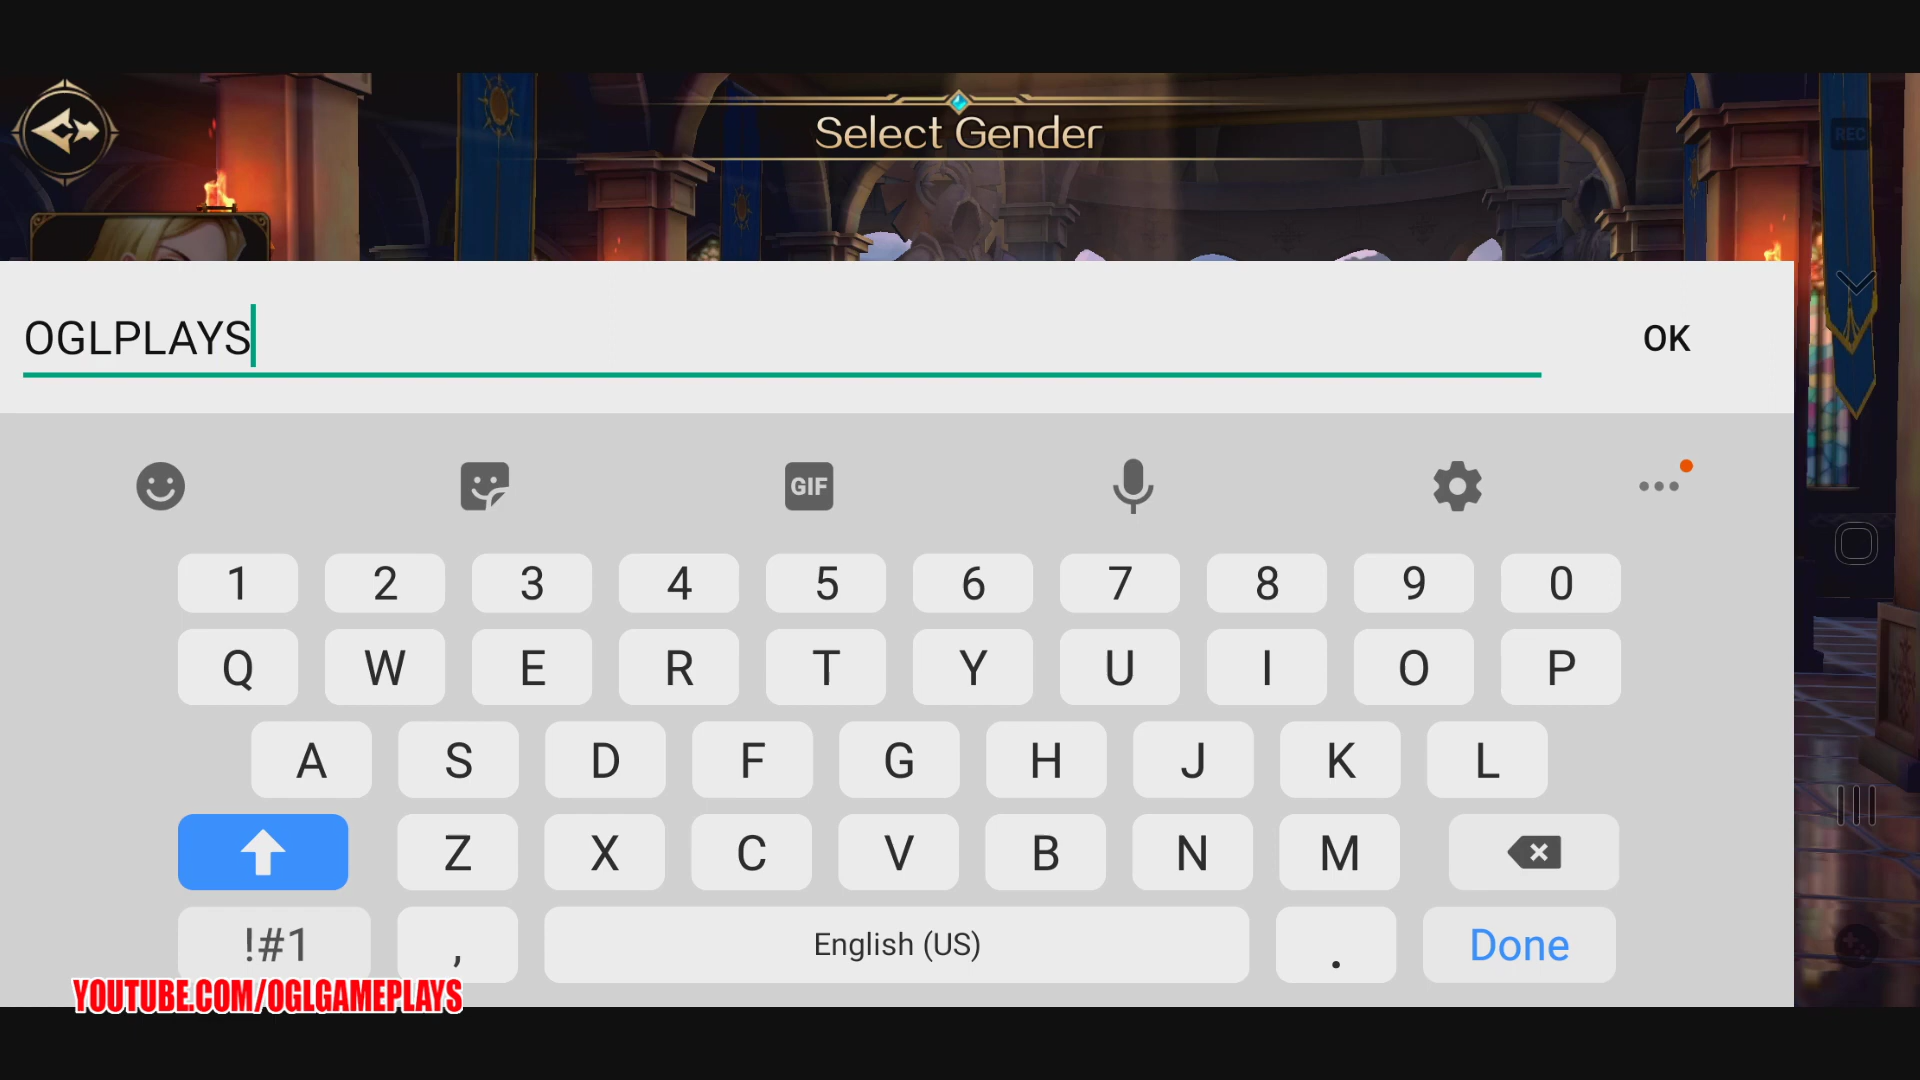 Select Gender
REC
OGLPLAYS
OK
GIF
1 2 3 4 5 6 7 8 9 0
Q W E R T Y U I O P
A S D F G H J K L
Z X C V B N M
!#1 , English (US) . Done
YOUTUBE.COM/OGLGAMEPLAYS